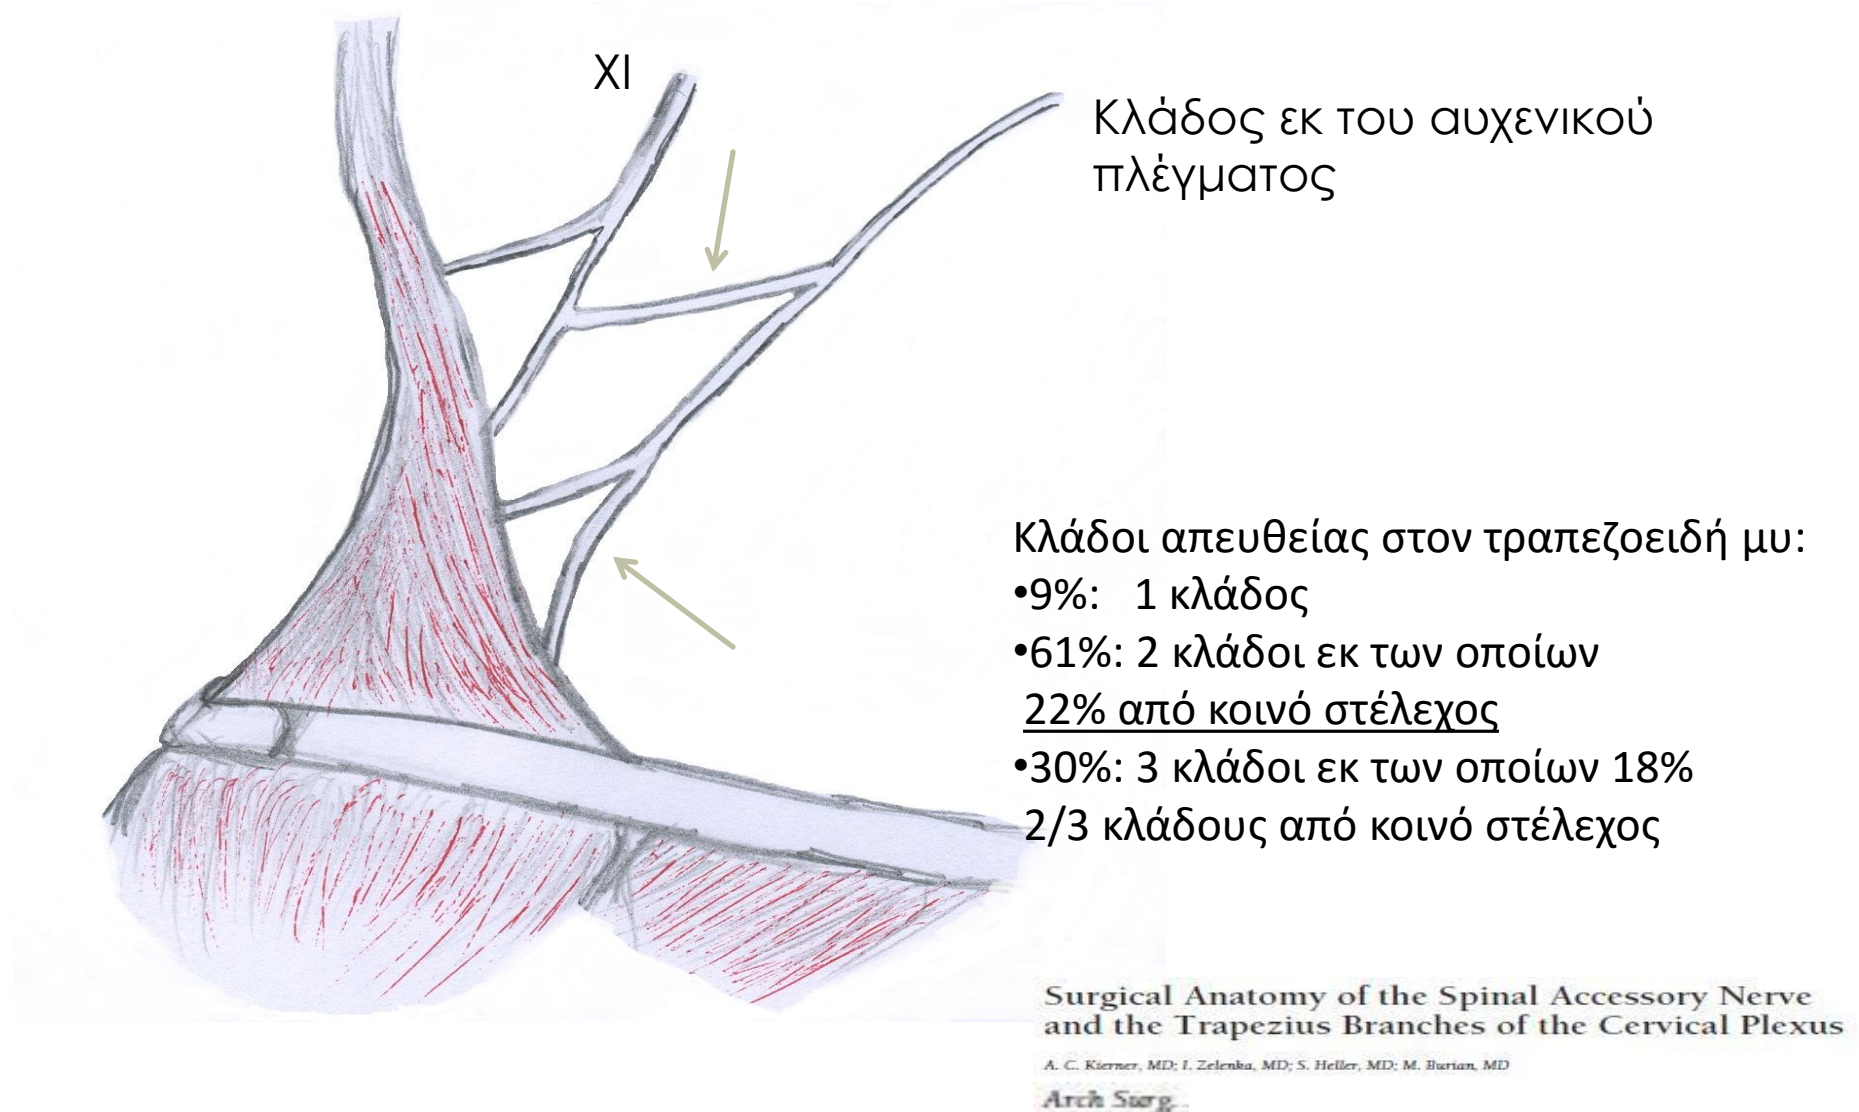 XI
Κλάδος εκ του αυχενικού
πλέγματος
Κλάδοι απευθείας στον τραπεζοειδή μυ:
•9%: 1 κλάδος
•61%: 2 κλάδοι εκ των οποίων
22% από κοινό στέλεχος
•30%: 3 κλάδοι εκ των οποίων 18%
2/3 κλάδους από κοινό στέλεχος
Surgical Anatomy of the Spinal Accessory Nerve
and the Trapezius Branches of the Cervical Plexus
A. C. Kierner, MD; I. Zelenka, MD; S. Heller, MD; M. Burian, MD
Arch Surg.